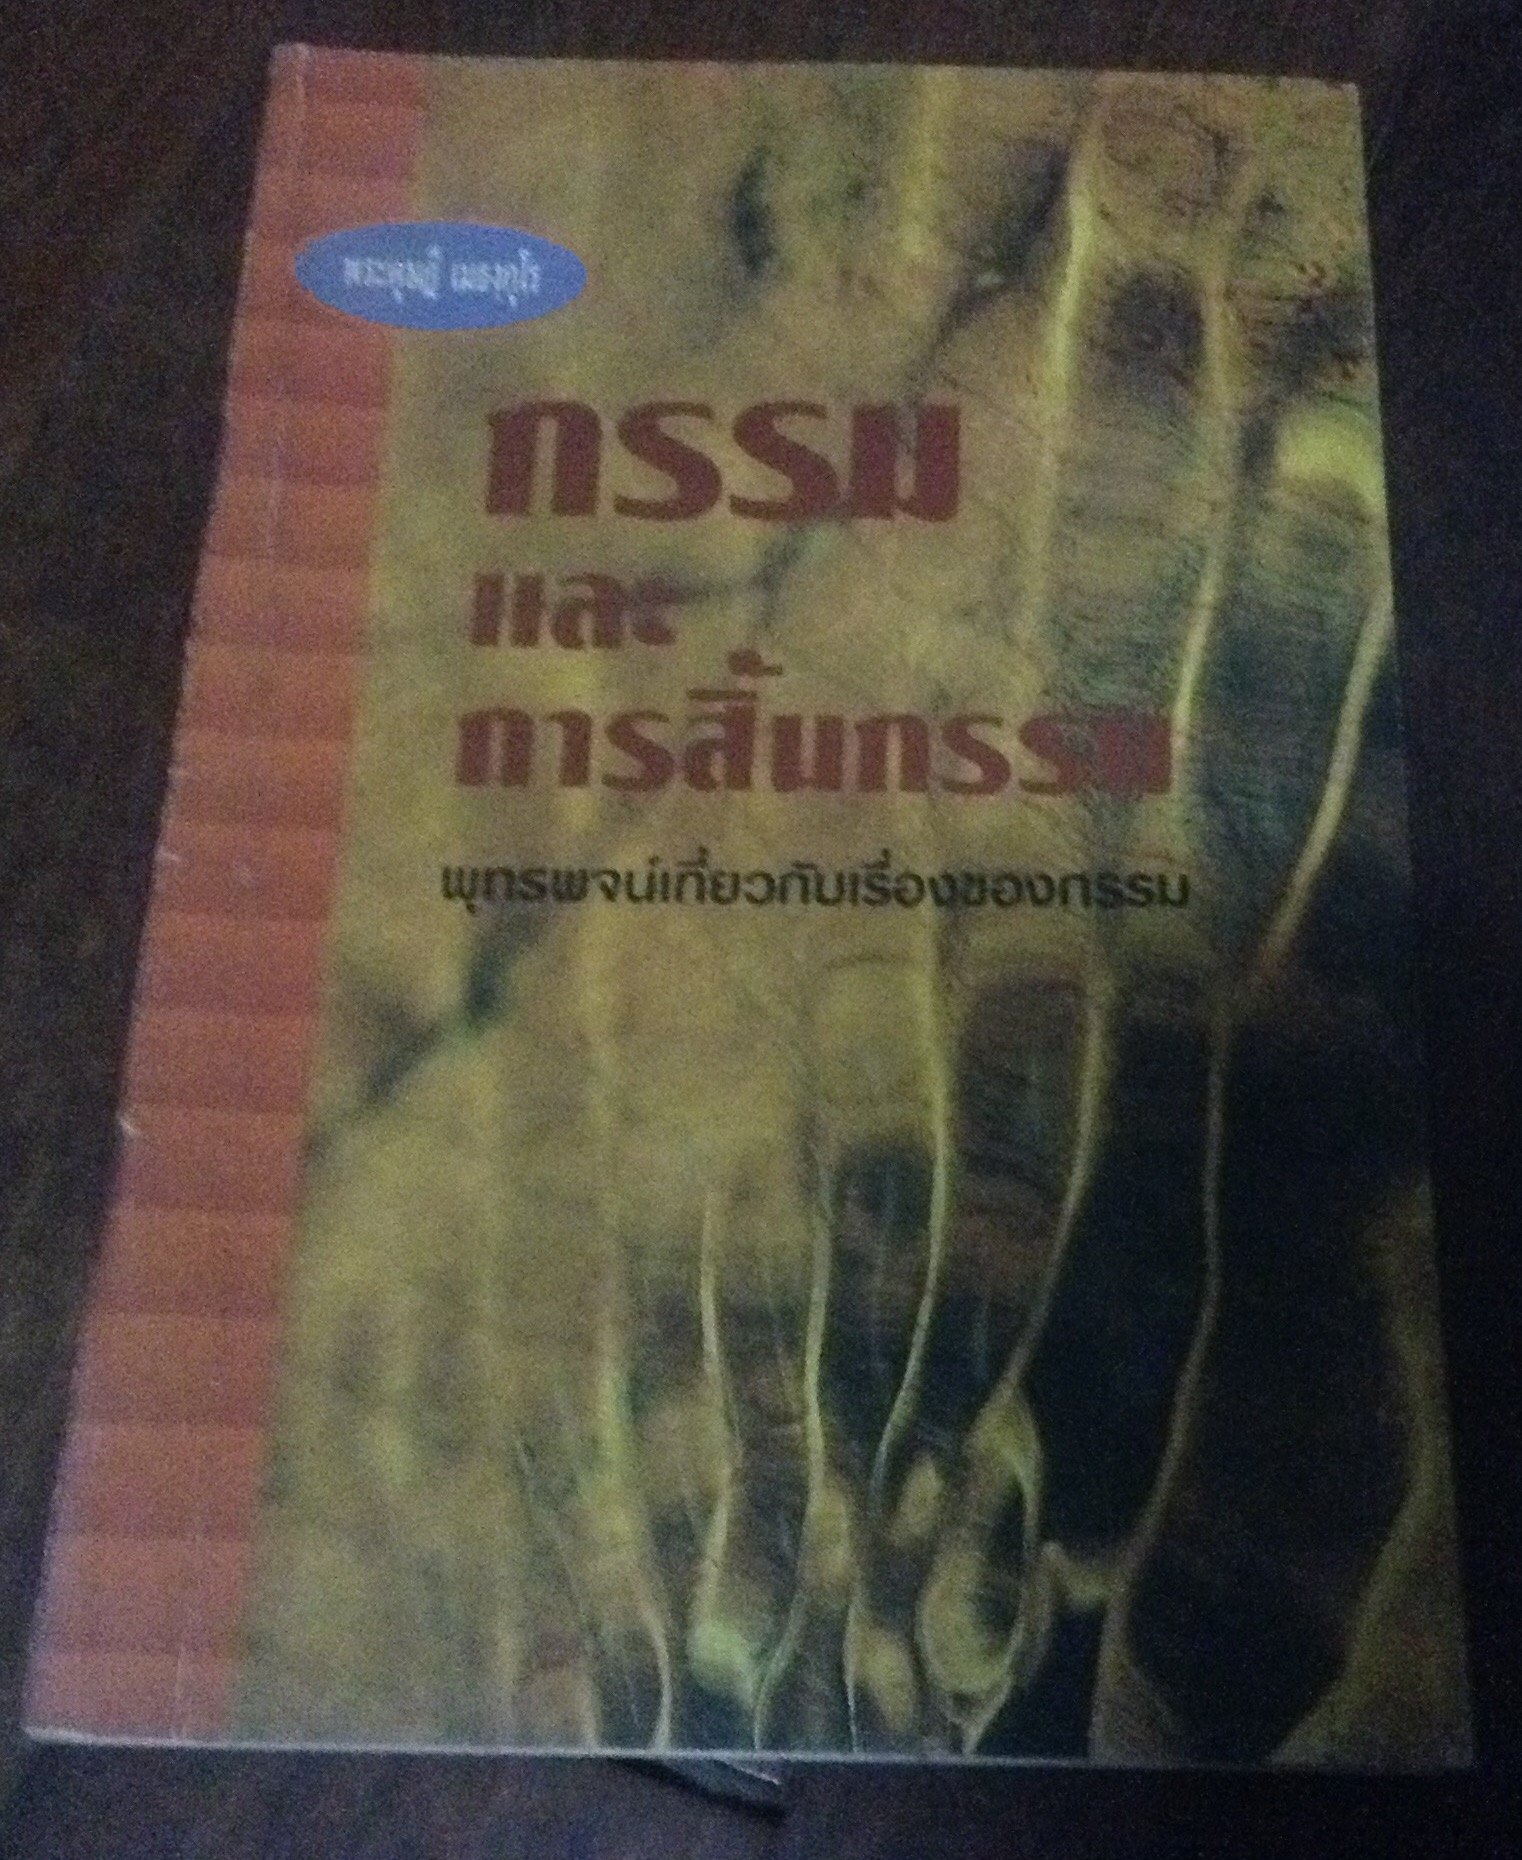 กรรม
และ
การสิ้นกรรม
พุทธพจน์เกี่ยวกับเรื่องของกรรม